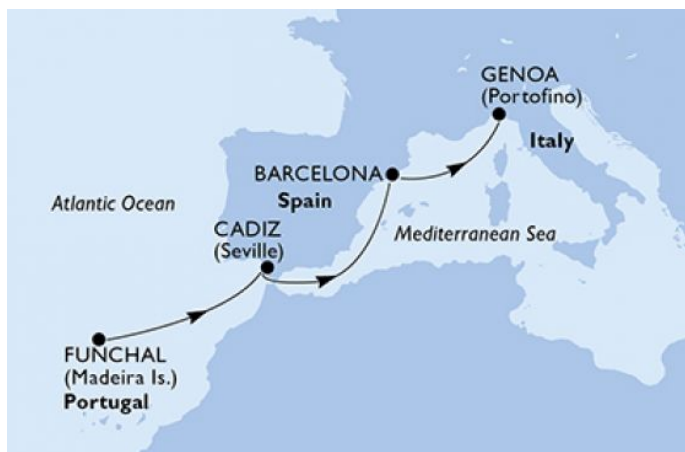 GENOA
(Portofino)
Italy
BARCELONA
Spain
Atlantic Ocean
CADIZ
(Seville)
Mediterranean Sea
FUNCHAL
(Madeira Is.)
Portugal